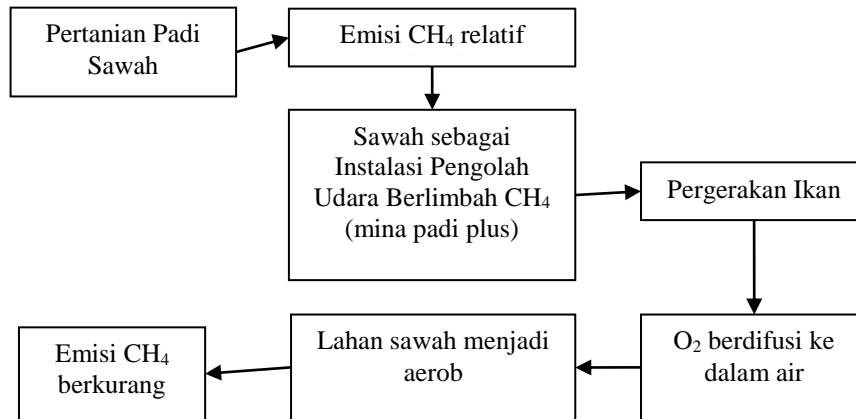 Pertanian Padi
Sawah
Emisi CH₄ relatif
Sawah sebagai
Instalasi Pengolah
Udara Berlimbah CH₄
(mina padi plus)
Pergerakan Ikan
O₂ berdifusi ke
dalam air
Lahan sawah menjadi
aerob
Emisi CH₄
berkurang